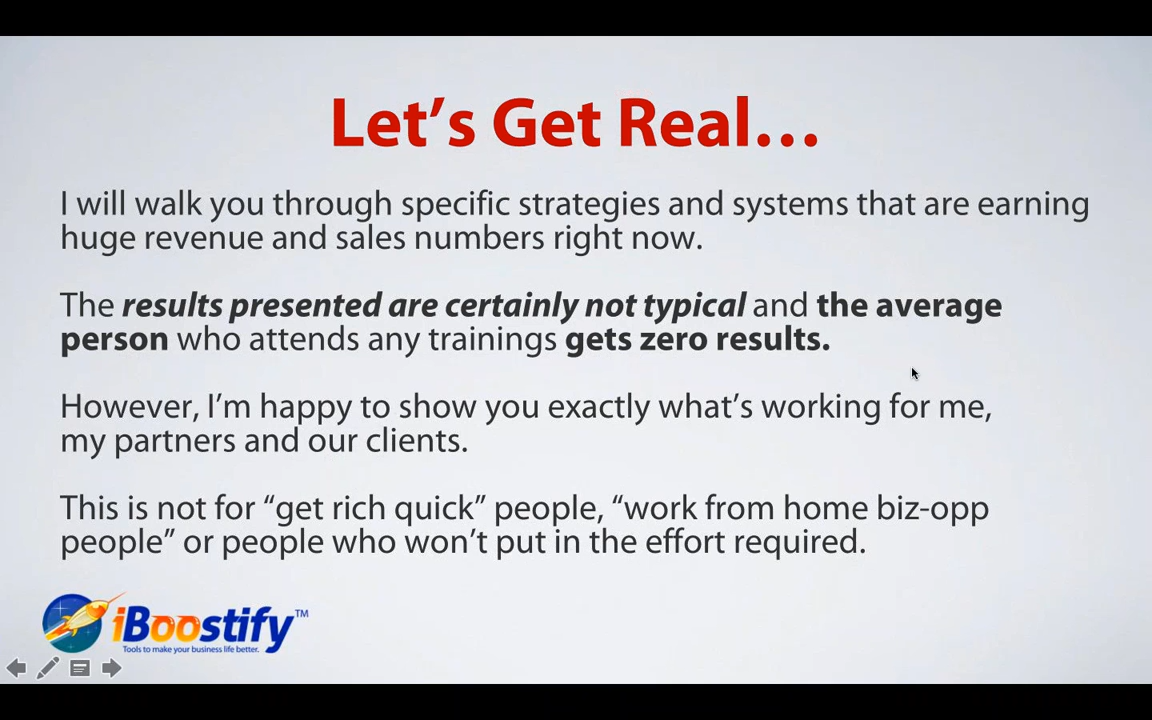 Let’s Get Real…
I will walk you through specific strategies and systems that are earning
huge revenue and sales numbers right now.
The results presented are certainly not typical and the average
person who attends any trainings gets zero results.
However, I’m happy to show you exactly what’s working for me,
my partners and our clients.
This is not for “get rich quick” people, “work from home biz-opp
people” or people who won’t put in the effort required.
iBoostify™
Tools to make your business life better.